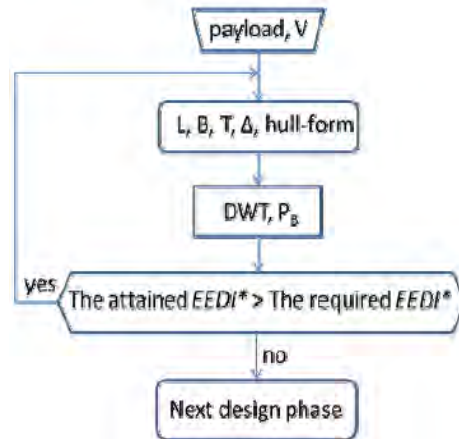 payload, V
L, B, T, Δ, hull-form
DWT, P_B
yes
The attained EEDI* > The required EEDI*
no
Next design phase